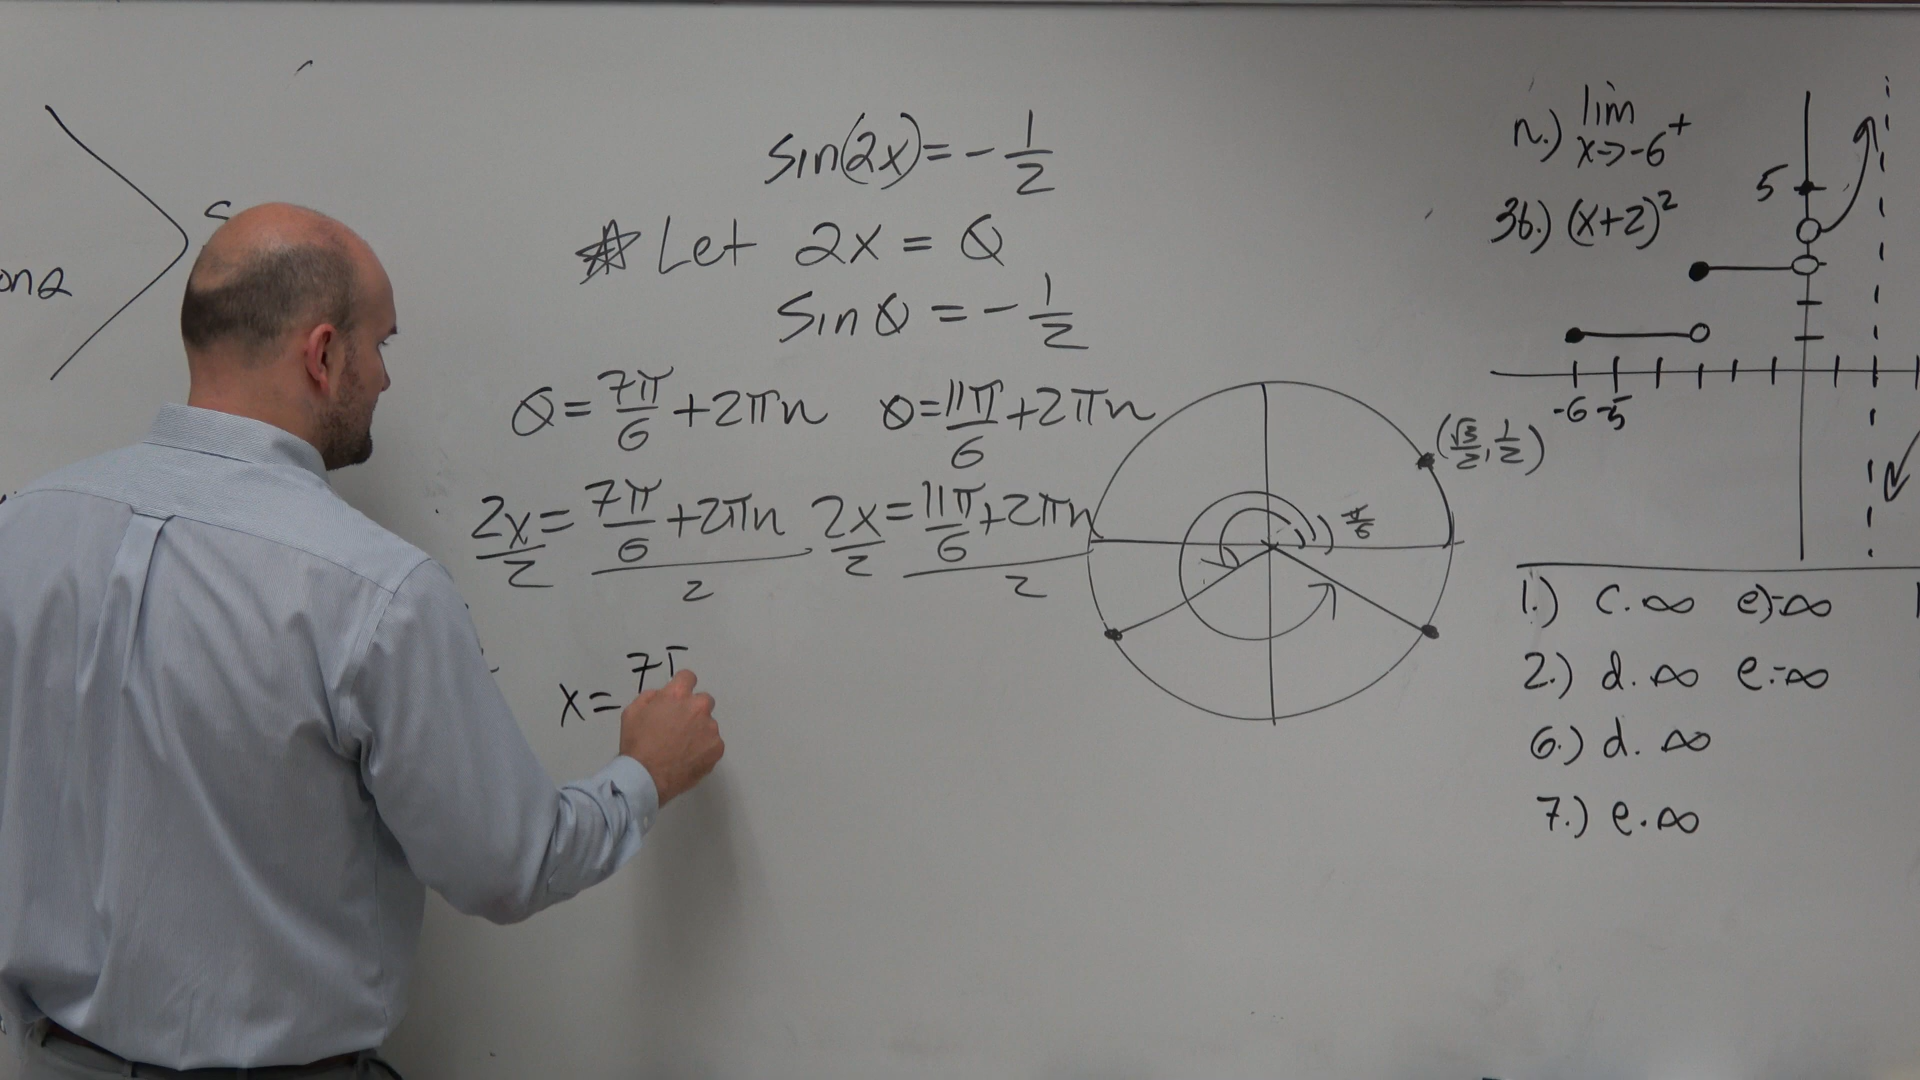 sin(2x) = - 1/2
* Let 2x = θ
sin θ = - 1/2
θ = 7π/6 + 2πn θ = 11π/6 + 2πn
2x/2 = (7π/6 + 2πn)/2 2x/2 = (11π/6 + 2πn)/2
x = 7π
(√3/2, 1/2)
π/6
n.) lim x→-6⁺
36.) (x+2)²
5
-6 -5
1.) c. ∞ e) -∞
2.) d. ∞ e. -∞
6.) d. ∞
7.) e. ∞